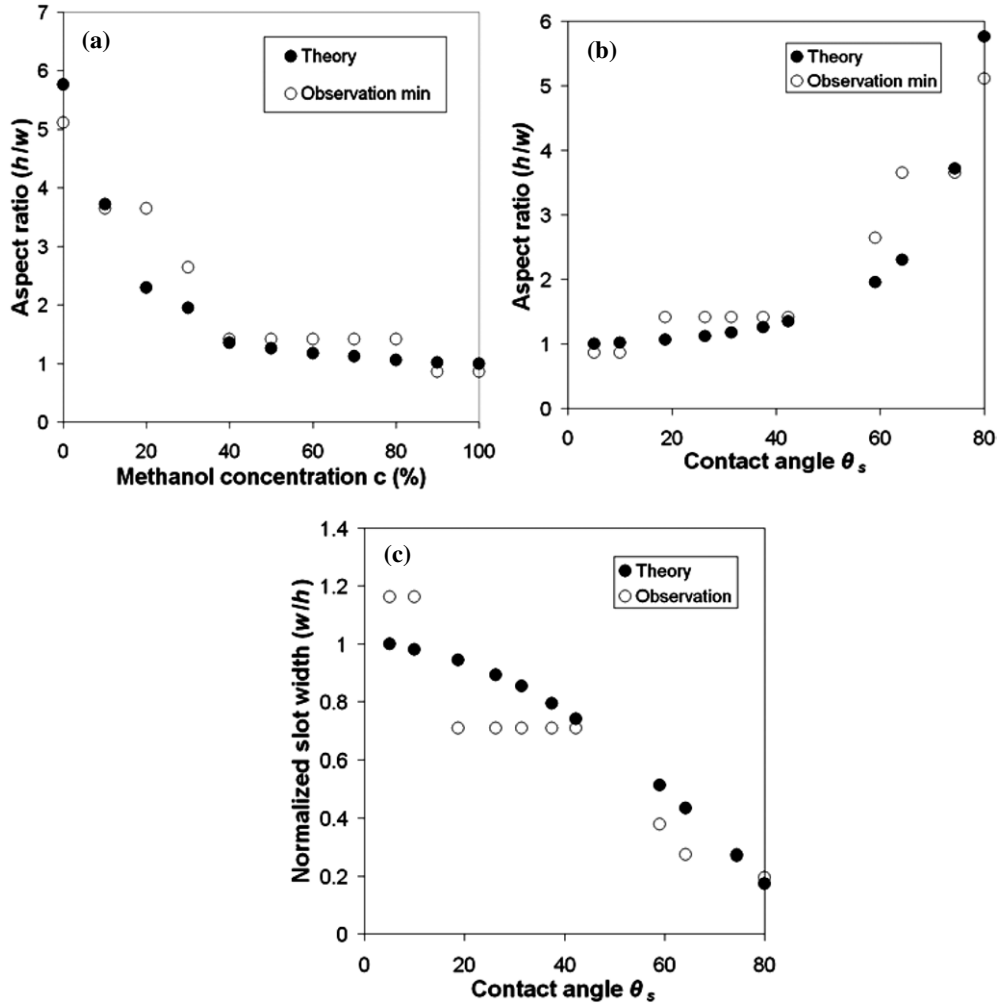 (a)
Theory
Observation min
Aspect ratio (h/w)
7
6
5
4
3
2
1
0
0 20 40 60 80 100
Methanol concentration c (%)
(b)
Theory
Observation min
Aspect ratio (h/w)
6
5
4
3
2
1
0
0 20 40 60 80
Contact angle θs
(c)
Theory
Observation
Normalized slot width (w/h)
1.4
1.2
1
0.8
0.6
0.4
0.2
0
0 20 40 60 80
Contact angle θs